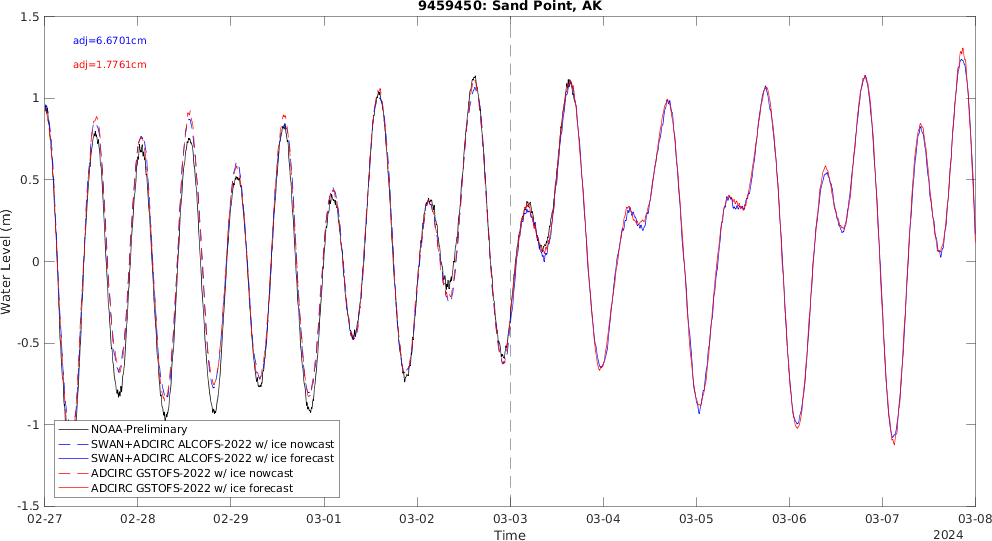 9459450: Sand Point, AK
1.5
adj=6.6701cm
adj=1.7761cm
1
0.5
0
-0.5
-1
-1.5
Water Level (m)
NOAA-Preliminary
SWAN+ADCIRC ALCOFS-2022 w/ ice nowcast
SWAN+ADCIRC ALCOFS-2022 w/ ice forecast
ADCIRC GSTOFS-2022 w/ ice nowcast
ADCIRC GSTOFS-2022 w/ ice forecast
02-27 02-28 02-29 03-01 03-02 03-03 03-04 03-05 03-06 03-07 03-08
Time
2024